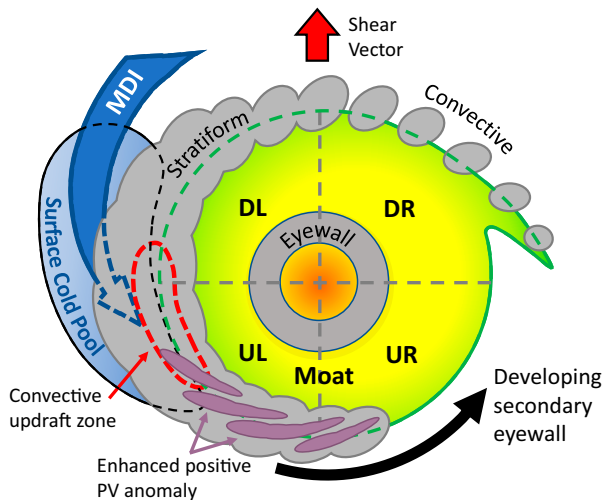 Shear
Vector
MDI
Stratiform
Convective
DL
DR
Eyewall
Surface Cold Pool
UL
UR
Moat
Convective
updraft zone
Developing
secondary
eyewall
Enhanced positive
PV anomaly